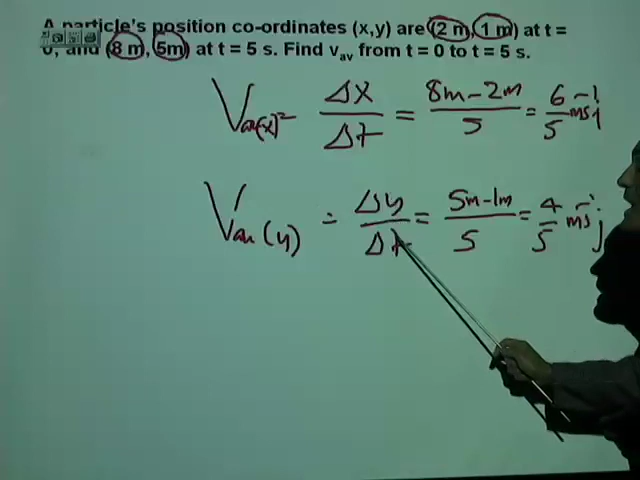 A particle's position co-ordinates (x,y) are (2 m, 1 m) at t =
0, and (8 m, 5m) at t = 5 s. Find vav from t = 0 to t = 5 s.
Vav(x) = Δx/Δt = 8m-2m/5 = 6/5 ms⁻¹ i
Vav(y) = Δy/Δt = 5m-1m/5 = 4/5 ms⁻¹ j